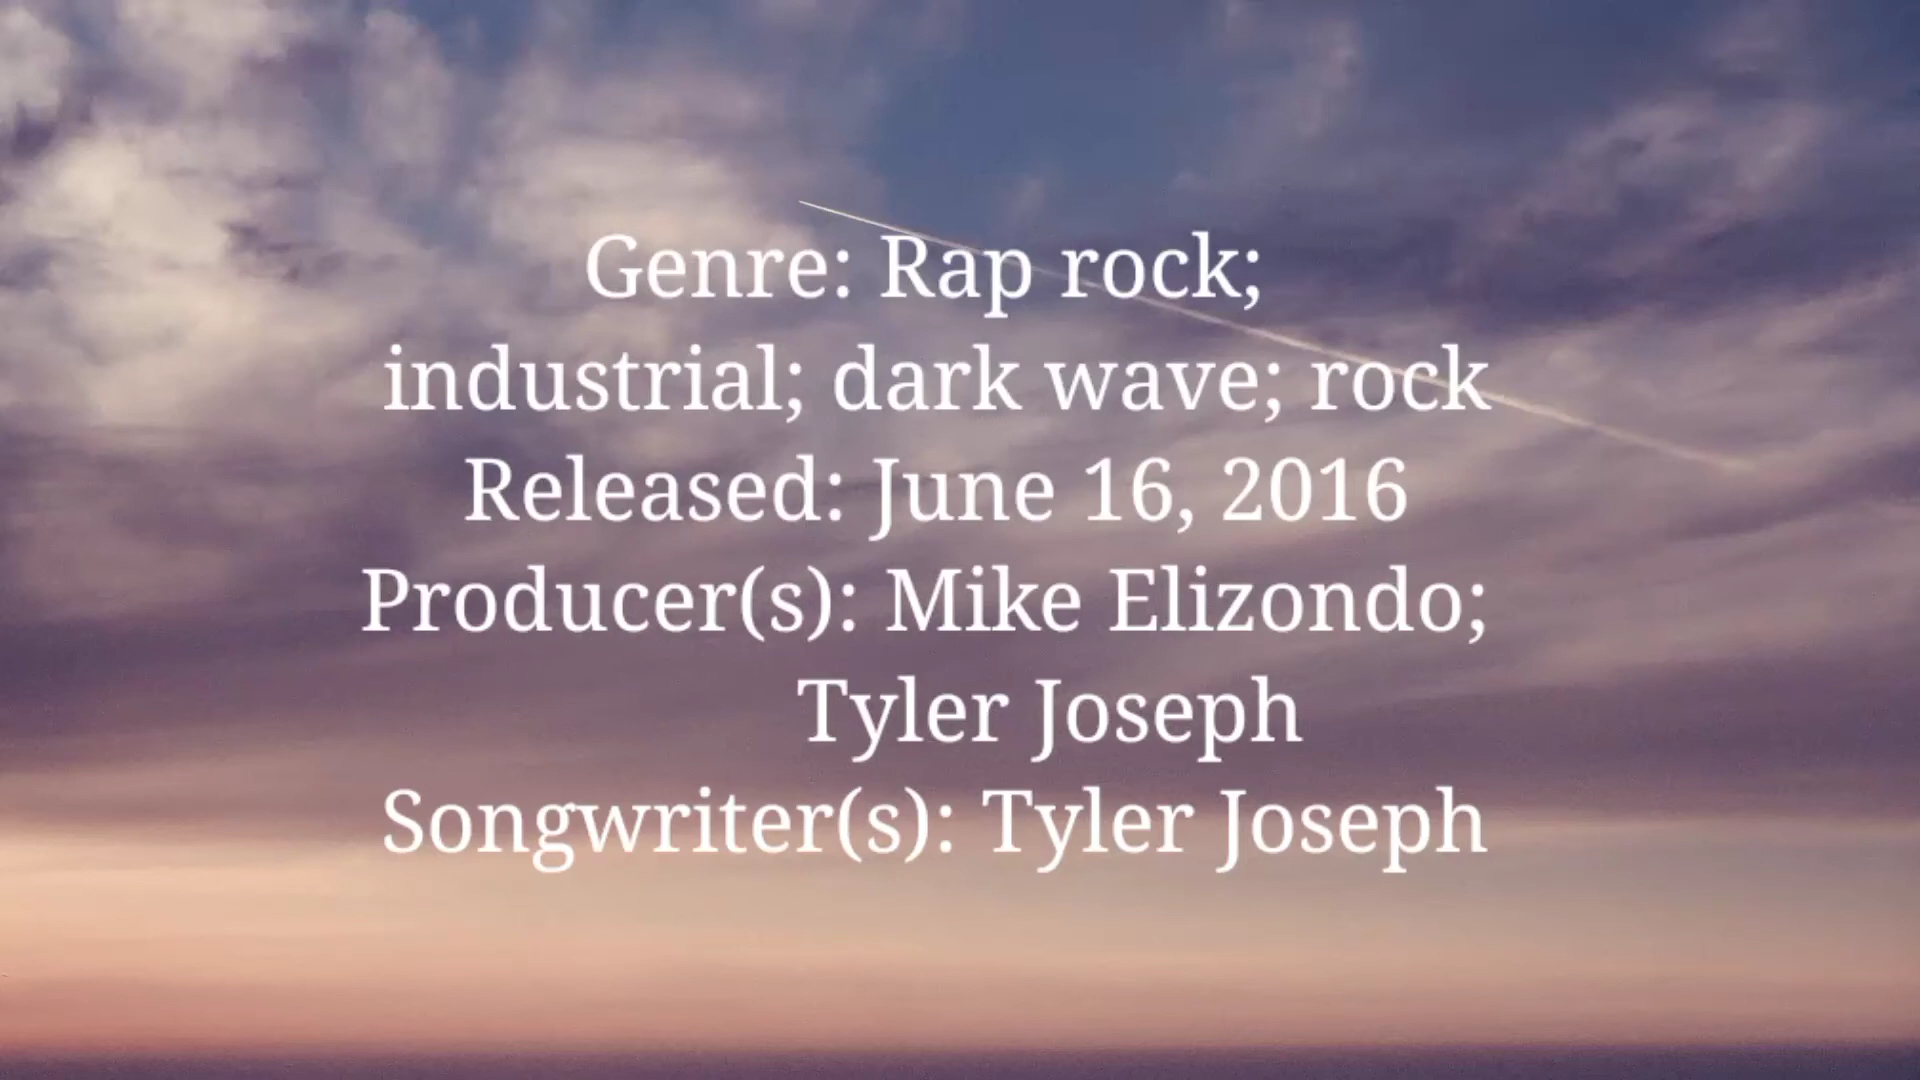 Genre: Rap rock;
industrial; dark wave; rock
Released: June 16, 2016
Producer(s): Mike Elizondo;
Tyler Joseph
Songwriter(s): Tyler Joseph